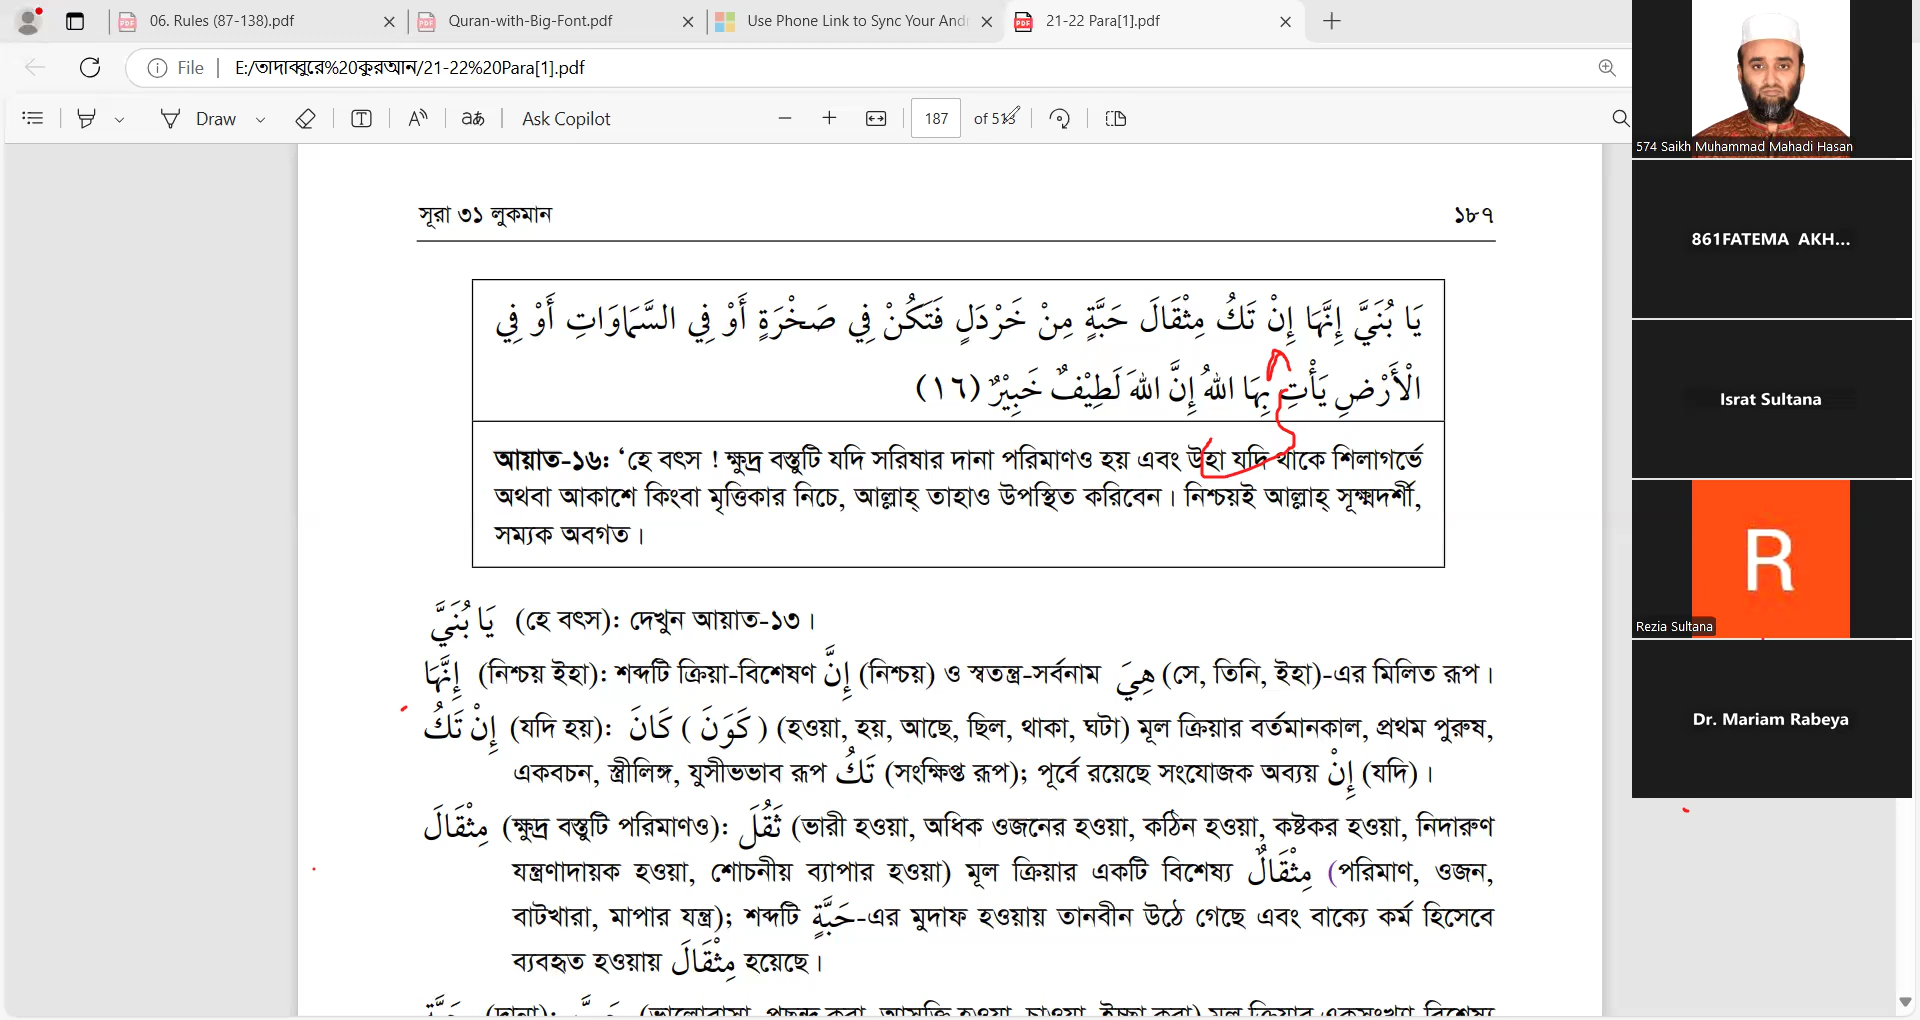 06. Rules (87-138).pdf
Quran-with-Big-Font.pdf
Use Phone Link to Sync Your Andr
21-22 Para[1].pdf
File
E:/তাদাব্বুরে%20কুরআন/21-22%20Para[1].pdf
Draw
Ask Copilot
187
of 513
সূরা ৩১ লুকমান
১৮৭
يَا بُنَيَّ إِنَّهَا إِنْ تَكُ مِثْقَالَ حَبَّةٍ مِنْ خَرْدَلٍ فَتَكُنْ فِي صَخْرَةٍ أَوْ فِي السَّمَاوَاتِ أَوْ فِي
الْأَرْضِ يَأْتِ بِهَا اللهُ إِنَّ اللهَ لَطِيْفٌ خَبِيْرٌ (١٦)
আয়াত-১৬: ‘হে বৎস ! ক্ষুদ্র বস্তুটি যদি সরিষার দানা পরিমাণও হয় এবং উহা যদি থাকে শিলাগর্ভে
অথবা আকাশে কিংবা মৃত্তিকার নিচে, আল্লাহ্ তাহাও উপস্থিত করিবেন। নিশ্চয়ই আল্লাহ্ সূক্ষ্মদর্শী,
সম্যক অবগত।
يَا بُنَيَّ (হে বৎস): দেখুন আয়াত-১৩।
إِنَّهَا (নিশ্চয় ইহা): শব্দটি ক্রিয়া-বিশেষণ إِنَّ (নিশ্চয়) ও স্বতন্ত্র-সর্বনাম هِيَ (সে, তিনি, ইহা)-এর মিলিত রূপ।
إِنْ تَكُ (যদি হয়): كَانَ ( كَوَنَ ) (হওয়া, হয়, আছে, ছিল, থাকা, ঘটা) মূল ক্রিয়ার বর্তমানকাল, প্রথম পুরুষ,
একবচন, স্ত্রীলিঙ্গ, যুসীভভাব রূপ تَكُ (সংক্ষিপ্ত রূপ); পূর্বে রয়েছে সংযোজক অব্যয় إِنْ (যদি)।
مِثْقَالَ (ক্ষুদ্র বস্তুটি পরিমাণও): ثَقُلَ (ভারী হওয়া, অধিক ওজনের হওয়া, কঠিন হওয়া, কষ্টকর হওয়া, নিদারুণ
যন্ত্রণাদায়ক হওয়া, শোচনীয় ব্যাপার হওয়া) মূল ক্রিয়ার একটি বিশেষ্য مِثْقَالٌ (পরিমাণ, ওজন,
বাটখারা, মাপার যন্ত্র); শব্দটি حَبَّةٍ-এর মুদাফ হওয়ায় তানবীন উঠে গেছে এবং বাক্যে কর্ম হিসেবে
ব্যবহৃত হওয়ায় مِثْقَالَ হয়েছে।
574 Saikh Muhammad Mahadi Hasan
861FATEMA AKH...
Israt Sultana
R
Rezia Sultana
Dr. Mariam Rabeya